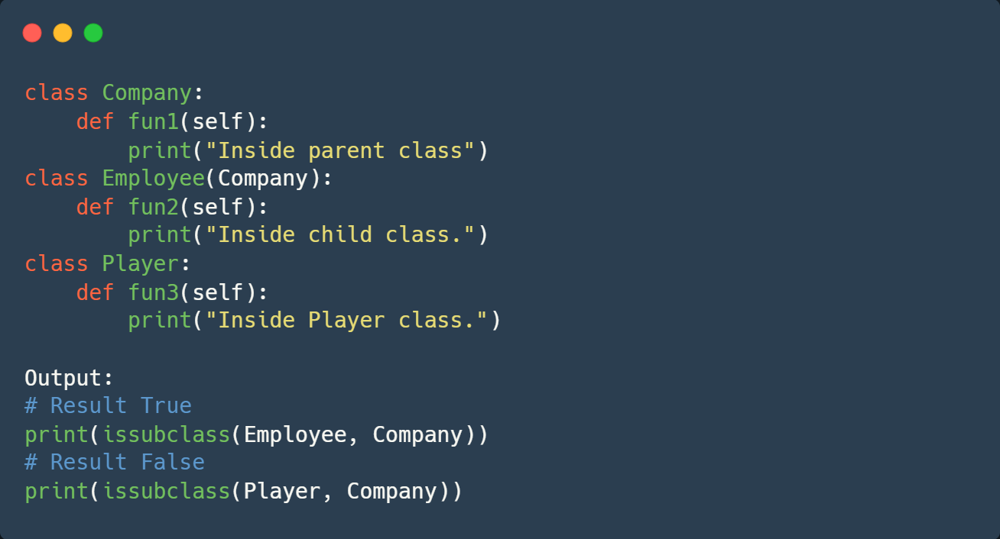 class Company:
    def fun1(self):
        print("Inside parent class")
class Employee(Company):
    def fun2(self):
        print("Inside child class.")
class Player:
    def fun3(self):
        print("Inside Player class.")

Output:
# Result True
print(issubclass(Employee, Company))
# Result False
print(issubclass(Player, Company))